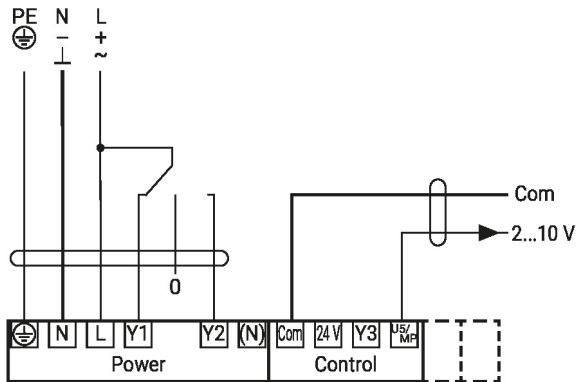 PE N L
– +
⊥ ~
Com
2...10 V
0
N L Y1 Y2 (N) Com 24 V Y3 U5/MP
Power Control